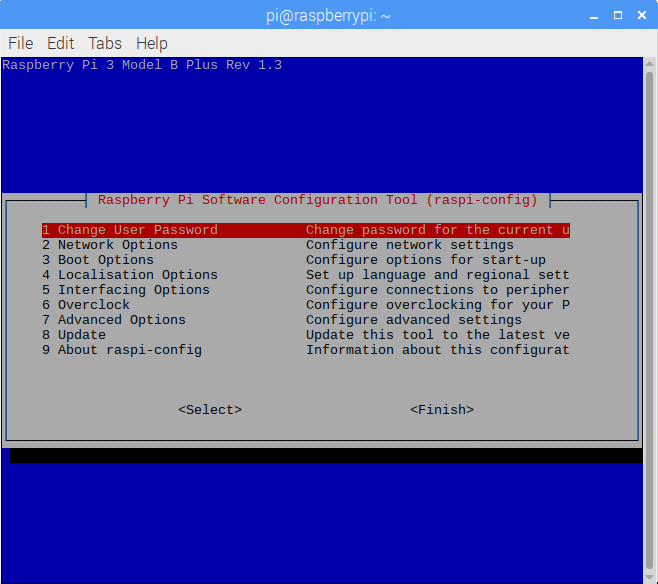 pi@raspberrypi: ~
File Edit Tabs Help
Raspberry Pi 3 Model B Plus Rev 1.3
Raspberry Pi Software Configuration Tool (raspi-config)
1 Change User Password Change password for the current u
2 Network Options Configure network settings
3 Boot Options Configure options for start-up
4 Localisation Options Set up language and regional sett
5 Interfacing Options Configure connections to peripher
6 Overclock Configure overclocking for your P
7 Advanced Options Configure advanced settings
8 Update Update this tool to the latest ve
9 About raspi-config Information about this configurat
<Select> <Finish>